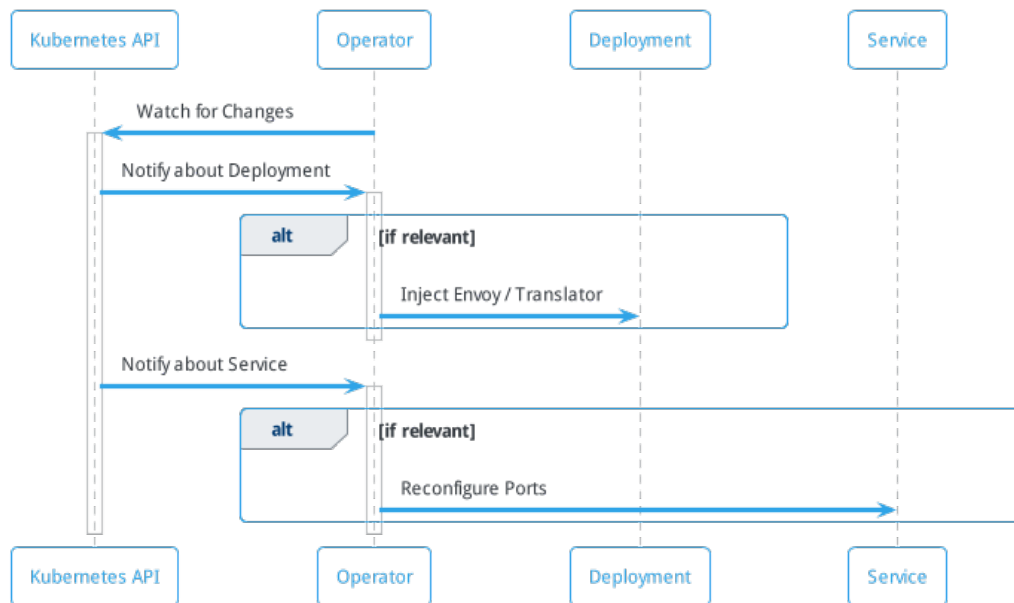 Kubernetes API Operator Deployment Service
Watch for Changes
Notify about Deployment
alt [if relevant]
Inject Envoy / Translator
Notify about Service
alt [if relevant]
Reconfigure Ports
Kubernetes API Operator Deployment Service